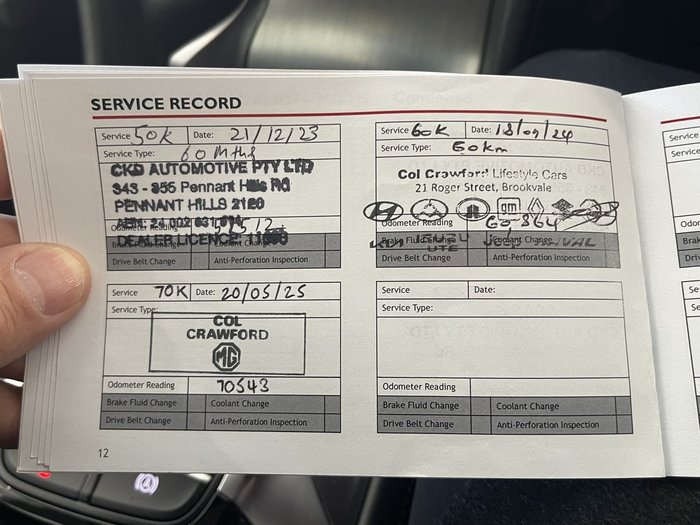 SERVICE RECORD
Service 50K Date: 21/12/23
Service Type: 60 Mths
CKD AUTOMOTIVE PTY LTD
343 - 355 Pennant Hills RD
PENNANT HILLS 2120
Odometer Reading
DEALER LICENCE
Drive Belt Change Anti-Perforation Inspection
Service 60K Date:
Service Type: 60km
Col Crawford Lifestyle Cars
21 Roger Street, Brookvale
gm
Odometer Reading
Brake Fluid Change Coolant Change
UTE
Drive Belt Change Anti-Perforation Inspection
Service 70K Date: 20/05/25
Service Type:
COL
CRAWFORD
MG
Odometer Reading 70543
Brake Fluid Change Coolant Change
Drive Belt Change Anti-Perforation Inspection
Service Date:
Service Type:
Odometer Reading
Brake Fluid Change Coolant Change
Drive Belt Change Anti-Perforation Inspection
12